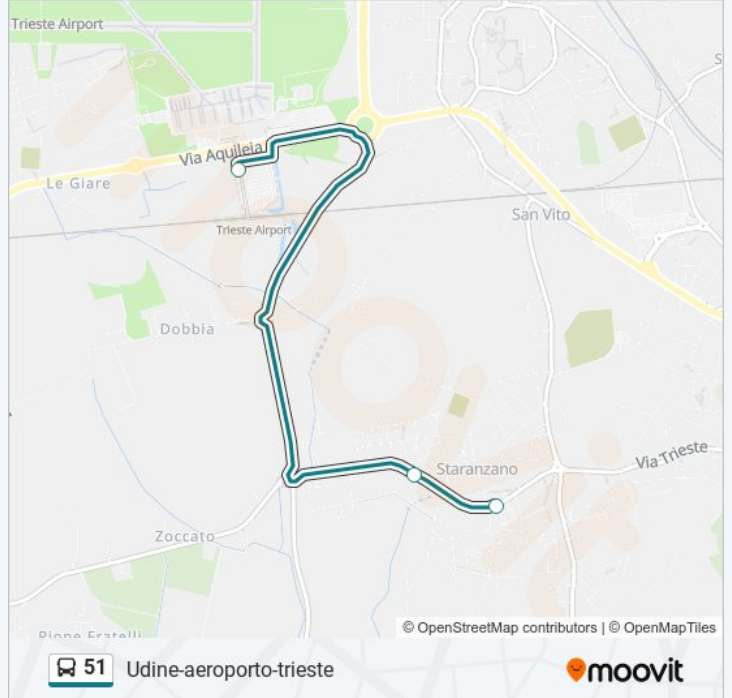 Trieste Airport
Via Aquileia
Le Giare
San Vito
Trieste Airport
Dobbia
Staranzano
Via Trieste
Zoccato
Rione Fratelli
© OpenStreetMap contributors | © OpenMapTiles
51 Udine-aeroporto-trieste
moovit